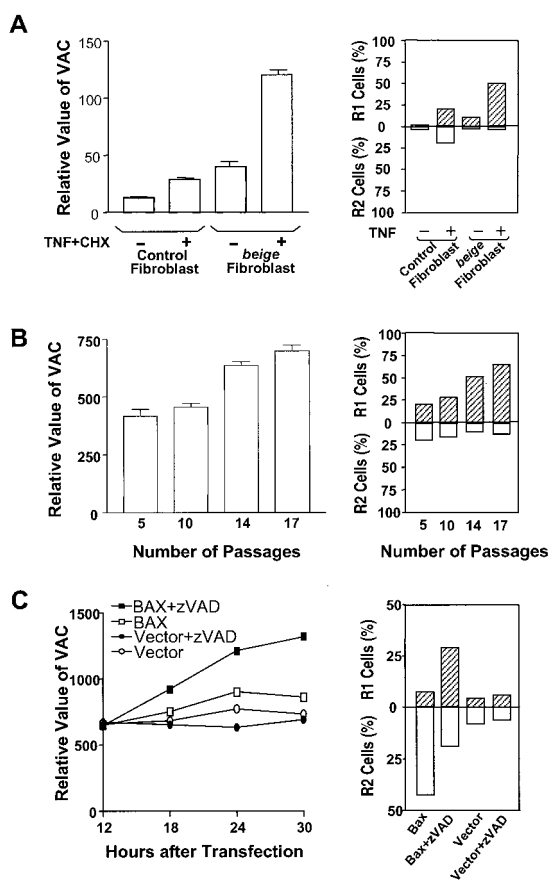 A
Relative Value of VAC
150
100
50
0
TNF+CHX
− + − +
Control Fibroblast
beige Fibroblast
R1 Cells (%)
R2 Cells (%)
100
75
50
25
0
25
50
75
100
TNF
− + − +
Control Fibroblast
beige Fibroblast
B
Relative Value of VAC
750
500
250
0
5 10 14 17
Number of Passages
R1 Cells (%)
R2 Cells (%)
100
75
50
25
0
25
50
75
100
5 10 14 17
Number of Passages
C
BAX+zVAD
BAX
Vector+zVAD
Vector
Relative Value of VAC
1500
1000
500
0
12 18 24 30
Hours after Transfection
R1 Cells (%)
R2 Cells (%)
50
25
0
25
50
Bax
Bax+zVAD
Vector
Vector+zVAD